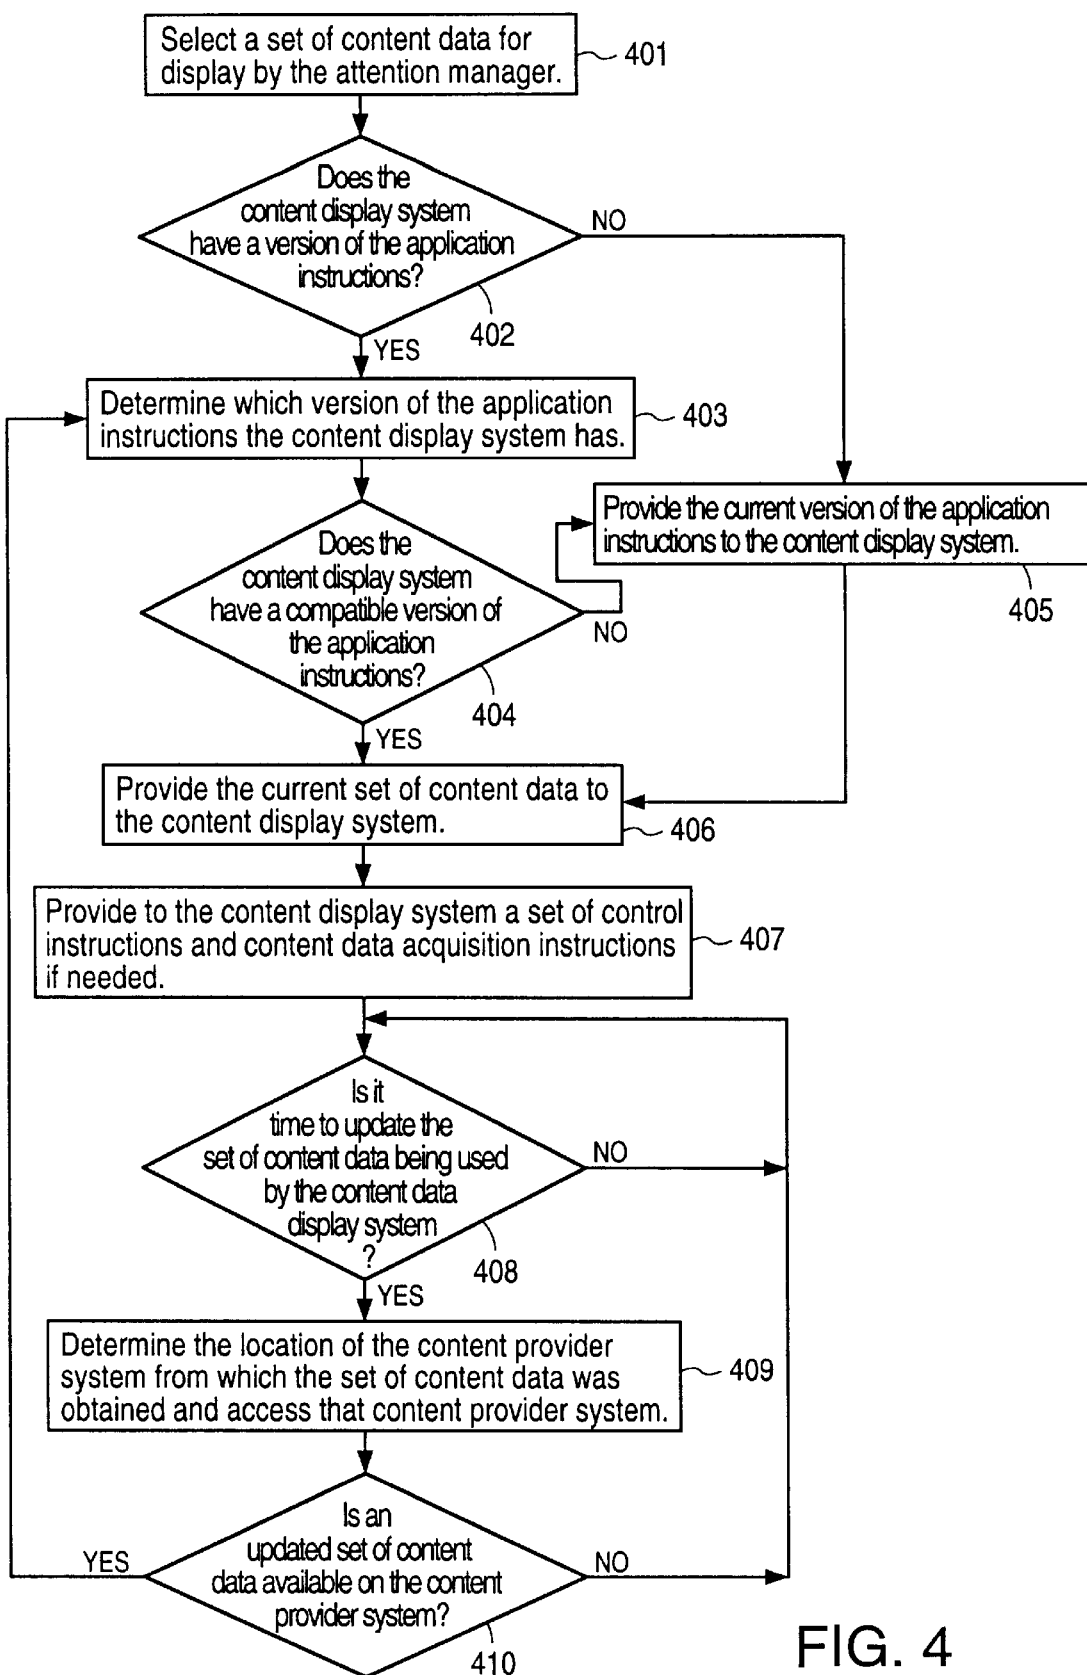 Select a set of content data for
display by the attention manager.
401
Does the
content display system
have a version of the application
instructions?
NO
402
YES
Determine which version of the application
instructions the content display system has.
403
Provide the current version of the application
instructions to the content display system.
405
Does the
content display system
have a compatible version of
the application
instructions?
NO
404
YES
Provide the current set of content data to
the content display system.
406
Provide to the content display system a set of control
instructions and content data acquisition instructions
if needed.
407
Is it
time to update the
set of content data being used
by the content data
display system
?
NO
408
YES
Determine the location of the content provider
system from which the set of content data was
obtained and access that content provider system.
409
Is an
updated set of content
data available on the content
provider system?
YES
NO
410
FIG. 4